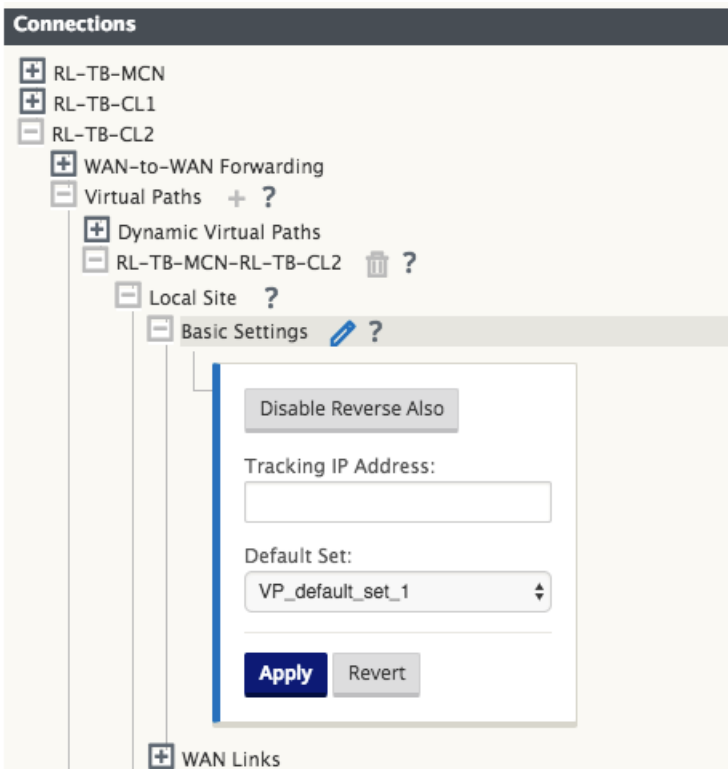 Connections
RL-TB-MCN
RL-TB-CL1
RL-TB-CL2
WAN-to-WAN Forwarding
Virtual Paths + ?
Dynamic Virtual Paths
RL-TB-MCN-RL-TB-CL2 ?
Local Site ?
Basic Settings ?
Disable Reverse Also
Tracking IP Address:
Default Set:
VP_default_set_1
Apply Revert
WAN Links